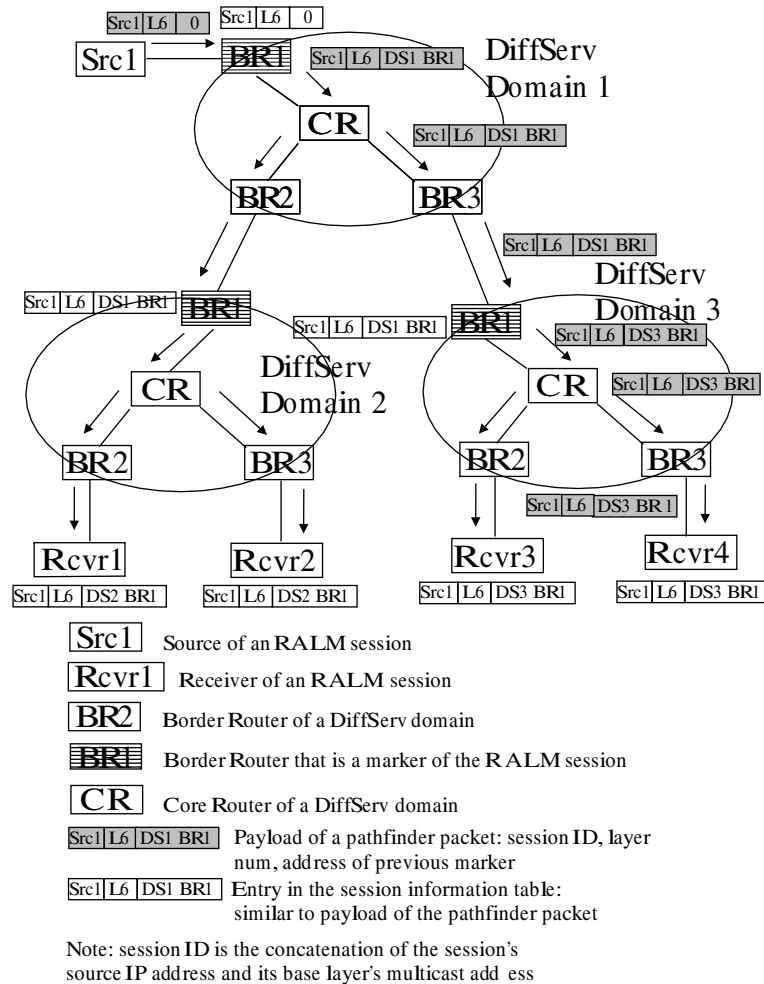 Src1 L6 0
Src1 L6 0
Src1
BR1
Src1 L6 DS1 BR1
DiffServ
Domain 1
CR
Src1 L6 DS1 BR1
BR2
BR3
Src1 L6 DS1 BR1
DiffServ
Domain 3
Src1 L6 DS1 BR1
BR1
Src1 L6 DS1 BR1
BR1
Src1 L6 DS3 BR1
DiffServ
Domain 2
CR
CR
Src1 L6 DS3 BR1
BR2
BR3
BR2
BR3
Src1 L6 DS3 BR1
Rcvr1
Rcvr2
Rcvr3
Rcvr4
Src1 L6 DS2 BR1
Src1 L6 DS2 BR1
Src1 L6 DS3 BR1
Src1 L6 DS3 BR1
Src1 Source of an RALM session
Rcvr1 Receiver of an RALM session
BR2 Border Router of a DiffServ domain
BR1 Border Router that is a marker of the RALM session
CR Core Router of a DiffServ domain
Src1 L6 DS1 BR1 Payload of a pathfinder packet: session ID, layer
num, address of previous marker
Src1 L6 DS1 BR1 Entry in the session information table:
similar to payload of the pathfinder packet
Note: session ID is the concatenation of the session's
source IP address and its base layer's multicast add ess